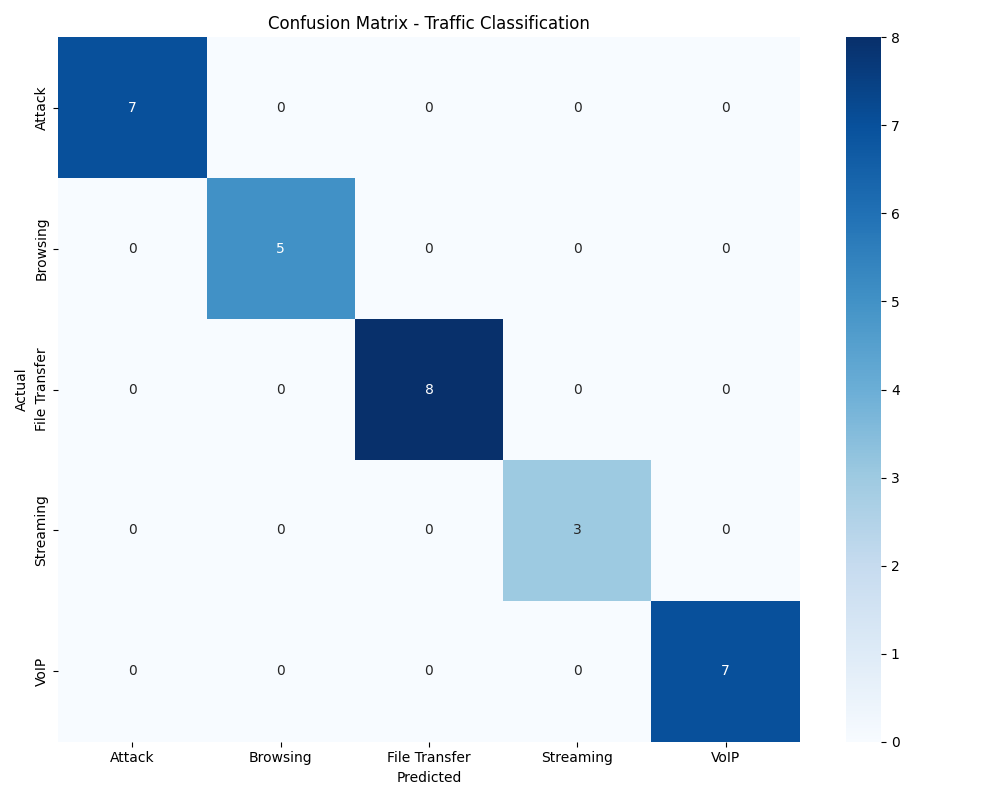 Confusion Matrix - Traffic Classification
Actual
Attack
7 0 0 0 0
Browsing
0 5 0 0 0
File Transfer
0 0 8 0 0
Streaming
0 0 0 3 0
VoIP
0 0 0 0 7
Attack Browsing File Transfer Streaming VoIP
Predicted
8
7
6
5
4
3
2
1
0